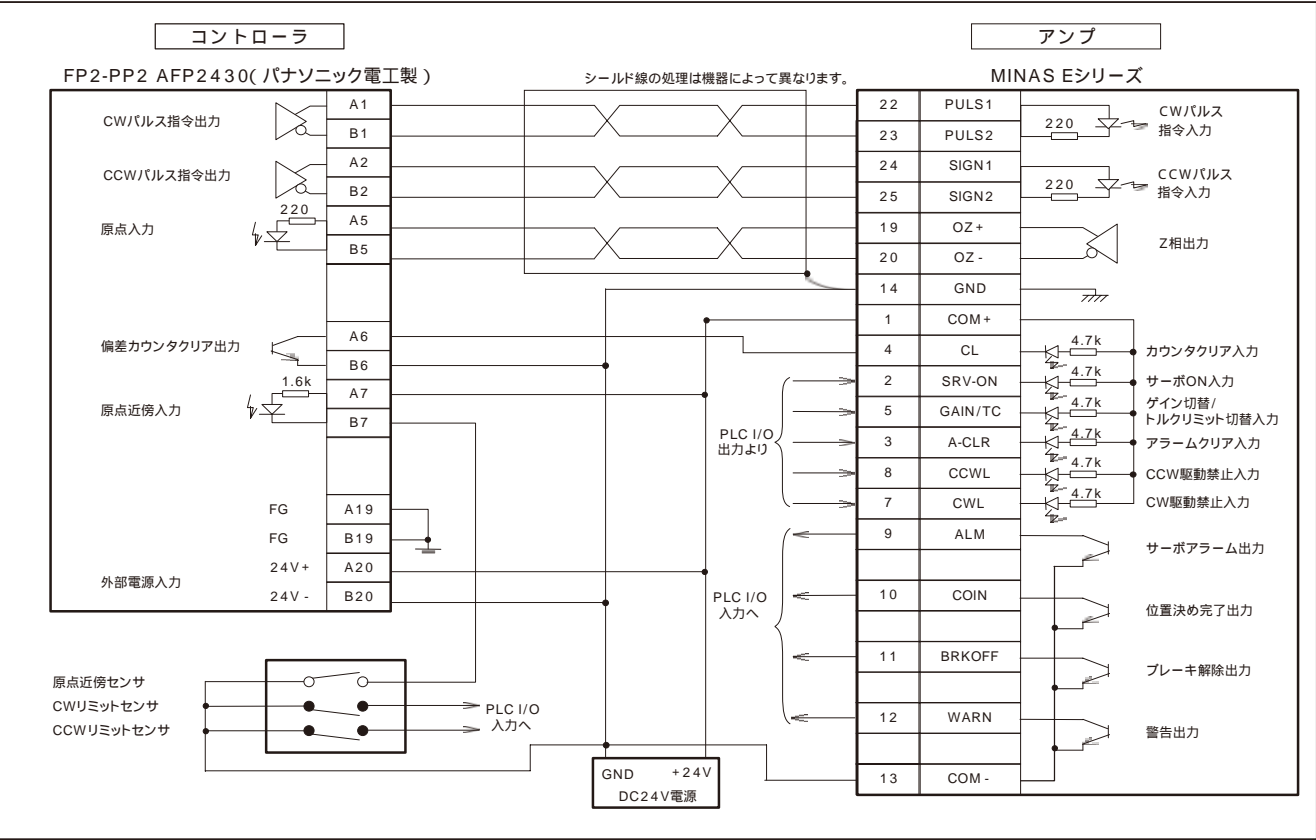 コントローラ
アンプ
FP2-PP2 AFP2430(パナソニック電工製)
シールド線の処理は機器によって異なります。
MINAS Eシリーズ
CWパルス指令出力
A1
B1
CCWパルス指令出力
A2
B2
原点入力
220
A5
B5
偏差カウンタクリア出力
A6
B6
原点近傍入力
1.6k
A7
B7
FG
A19
FG
B19
外部電源入力
24V+
A20
24V-
B20
22
PULS1
23
PULS2
220
CWパルス
指令入力
24
SIGN1
25
SIGN2
220
CCWパルス
指令入力
19
OZ+
20
OZ-
Z相出力
14
GND
1
COM+
4
CL
4.7k
カウンタクリア入力
2
SRV-ON
4.7k
サーボON入力
5
GAIN/TC
4.7k
ゲイン切替/
トルクリミット切替入力
3
A-CLR
4.7k
アラームクリア入力
8
CCWL
4.7k
CCW駆動禁止入力
7
CWL
4.7k
CW駆動禁止入力
PLC I/O
出力より
9
ALM
サーボアラーム出力
10
COIN
位置決め完了出力
PLC I/O
入力へ
11
BRKOFF
ブレーキ解除出力
12
WARN
警告出力
13
COM-
原点近傍センサ
CWリミットセンサ
CCWリミットセンサ
PLC I/O
入力へ
GND
+24V
DC24V電源